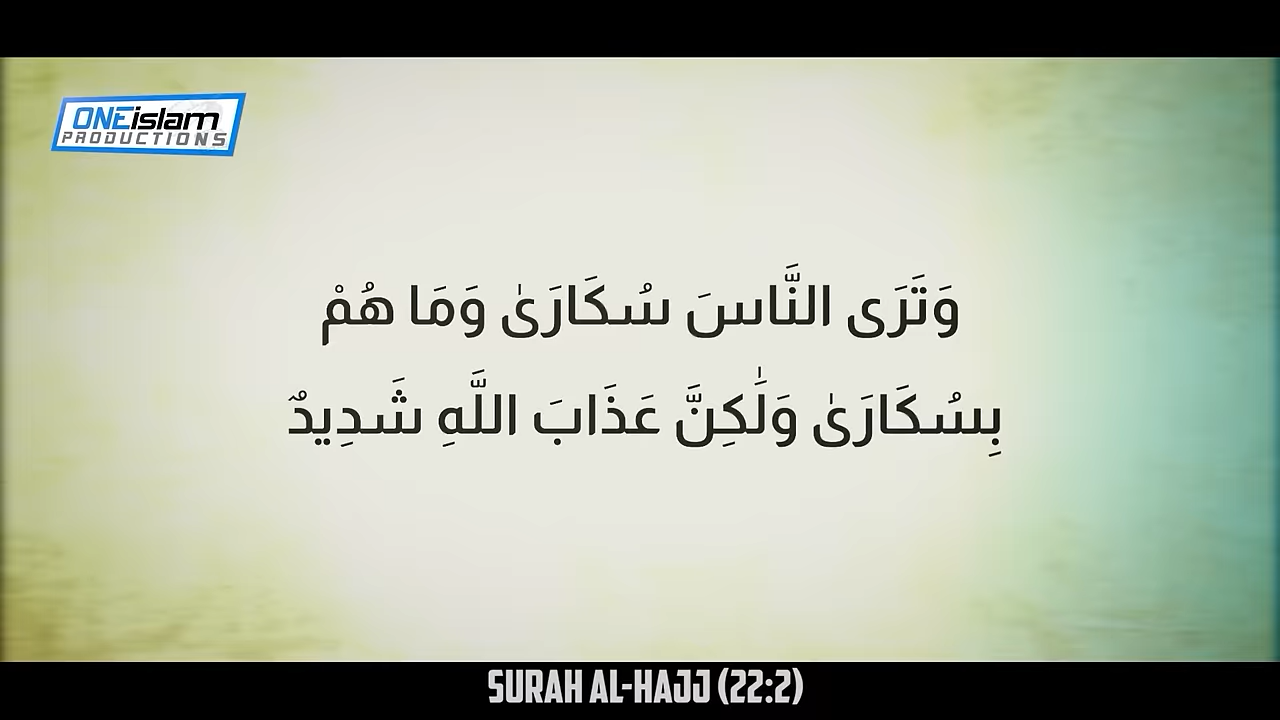 ONEislam
PRODUCTIONS
وَتَرَى النَّاسَ سُكَارَىٰ وَمَا هُمْ
بِسُكَارَىٰ وَلَٰكِنَّ عَذَابَ اللَّهِ شَدِيدٌ
SURAH AL-HAJJ (22:2)